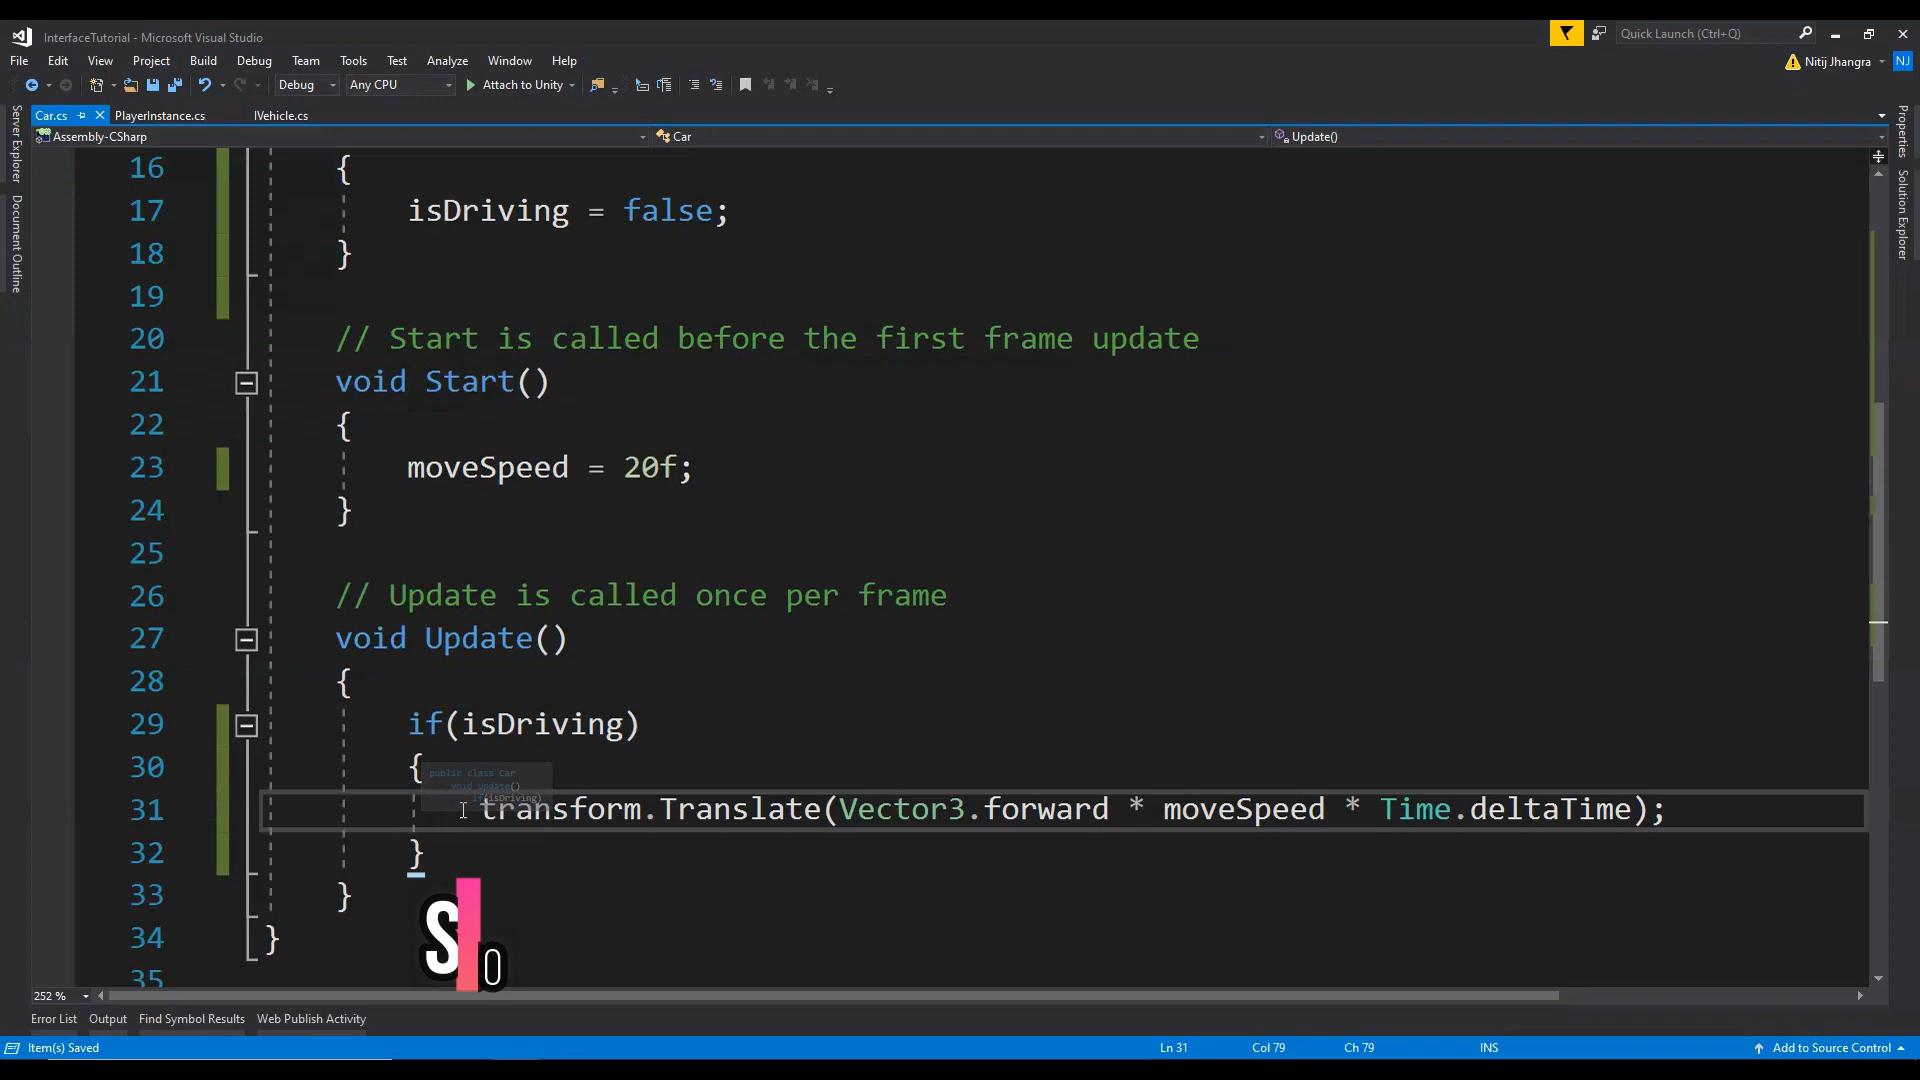 InterfaceTutorial - Microsoft Visual Studio
Quick Launch (Ctrl+Q)
File Edit View Project Build Debug Team Tools Test Analyze Window Help
Nitij Jhangra NJ
Debug Any CPU Attach to Unity
Car.cs PlayerInstance.cs IVehicle.cs
Assembly-CSharp Car Update()
Server Explorer
Document Outline
Properties
Solution Explorer
16 {
17 isDriving = false;
18 }
19
20 // Start is called before the first frame update
21 void Start()
22 {
23 moveSpeed = 20f;
24 }
25
26 // Update is called once per frame
27 void Update()
28 {
29 if(isDriving)
30 {
public class Car
void Update()
if(isDriving)
31 transform.Translate(Vector3.forward * moveSpeed * Time.deltaTime);
32 }
33 }
34 }
35
252 %
Error List Output Find Symbol Results Web Publish Activity
Item(s) Saved Ln 31 Col 79 Ch 79 INS Add to Source Control